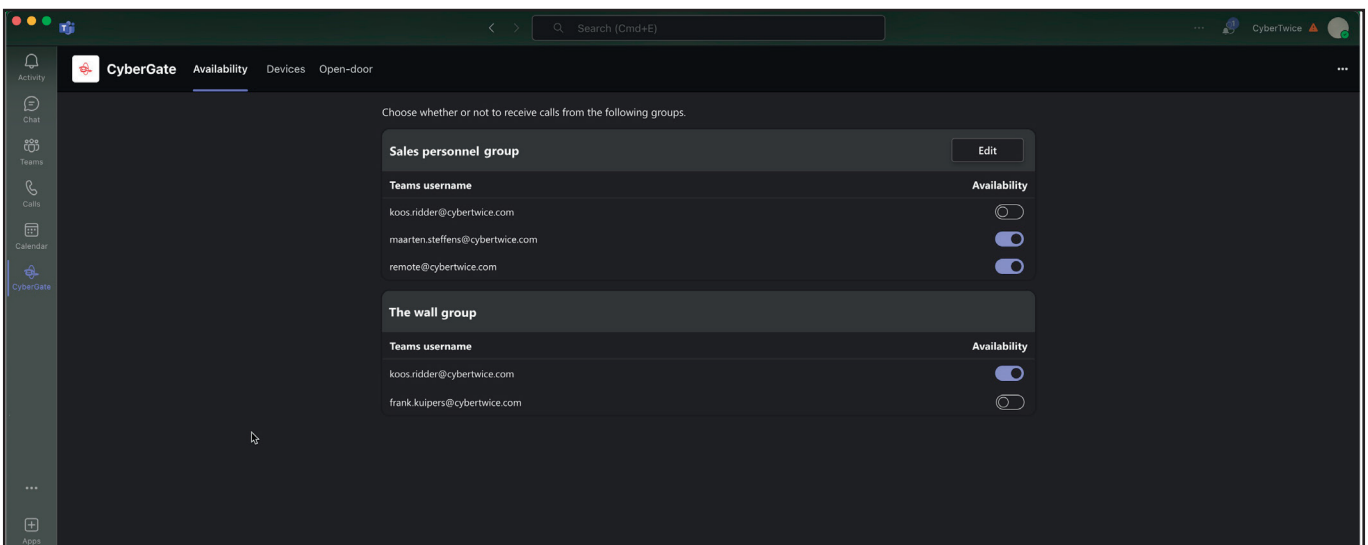 Search (Cmd+E)
1
CyberTwice
Activity
Chat
Teams
Calls
Calendar
CyberGate
Apps
CyberGate Availability Devices Open-door
Choose whether or not to receive calls from the following groups.
Sales personnel group Edit
Teams username Availability
koos.ridder@cybertwice.com
maarten.steffens@cybertwice.com
remote@cybertwice.com
The wall group
Teams username Availability
koos.ridder@cybertwice.com
frank.kuipers@cybertwice.com